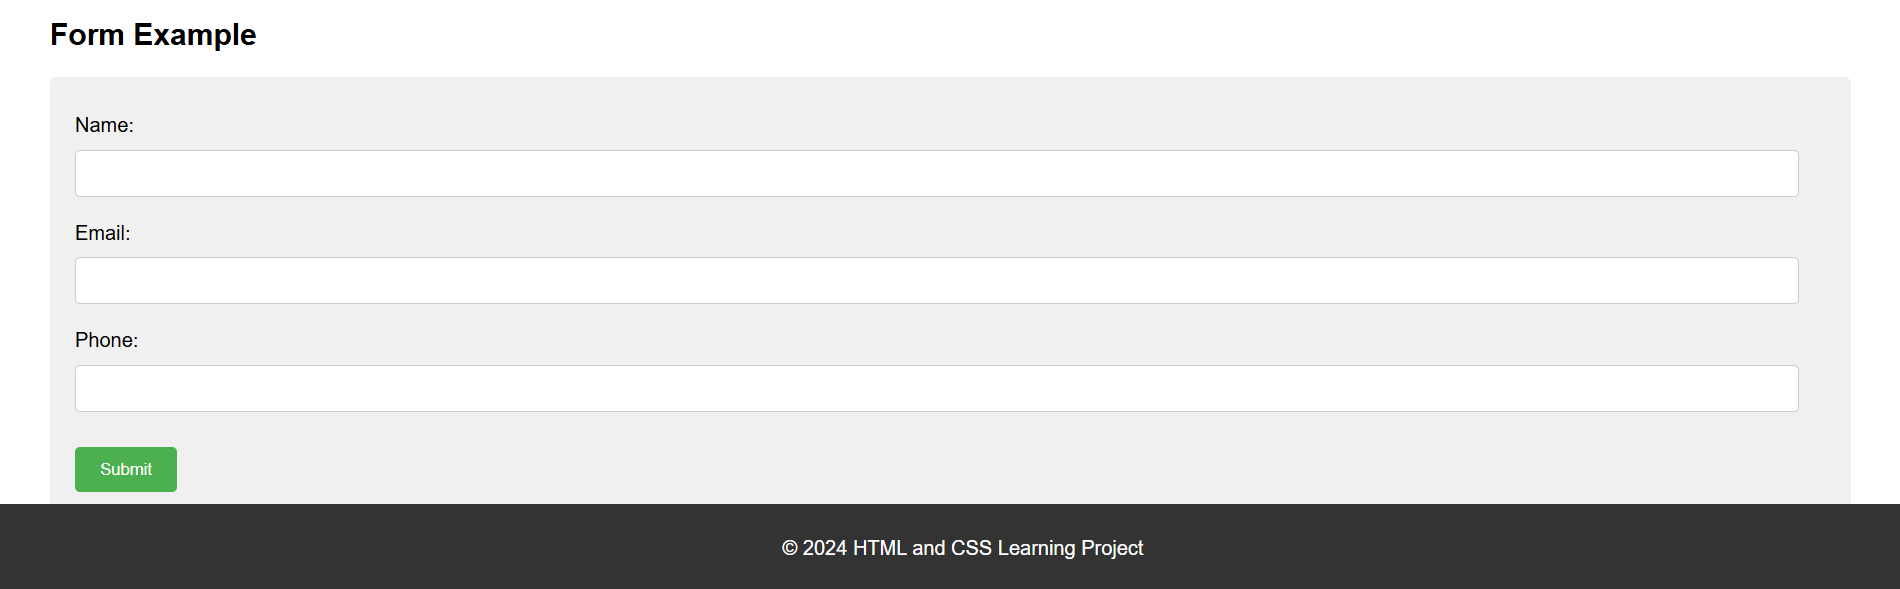 Form Example
Name:
Email:
Phone:
Submit
© 2024 HTML and CSS Learning Project